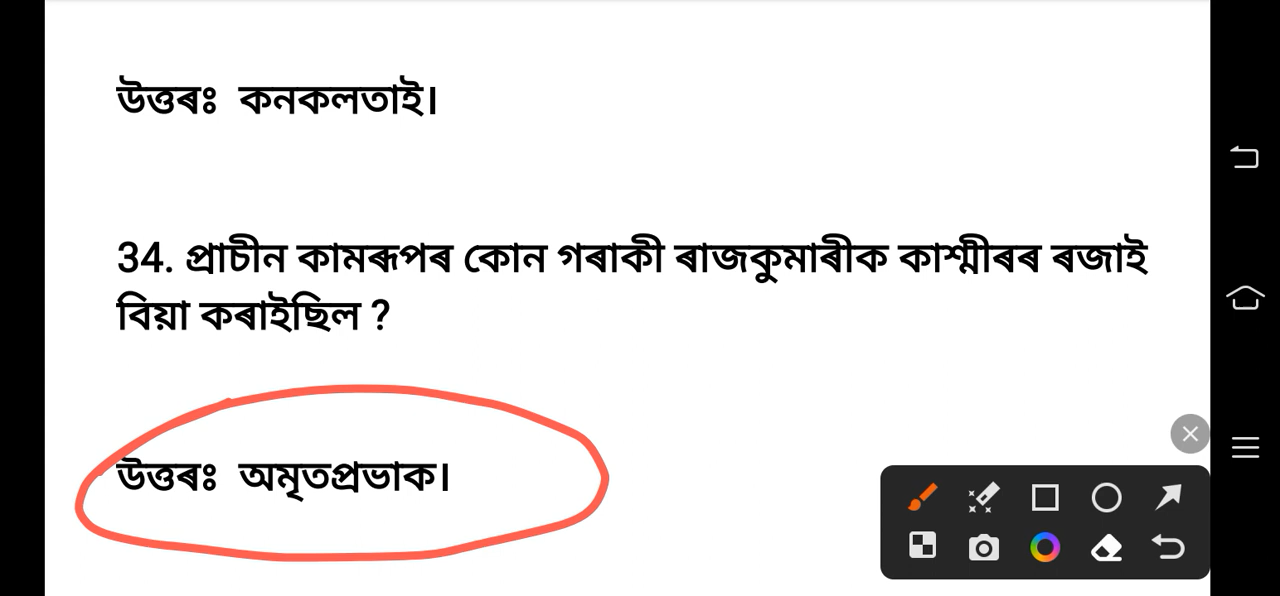 উত্তৰঃ কনকলতাই।
34. প্ৰাচীন কামৰূপৰ কোন গৰাকী ৰাজকুমাৰীক কাশ্মীৰৰ ৰজাই
বিয়া কৰাইছিল ?
উত্তৰঃ অমৃতপ্ৰভাক।